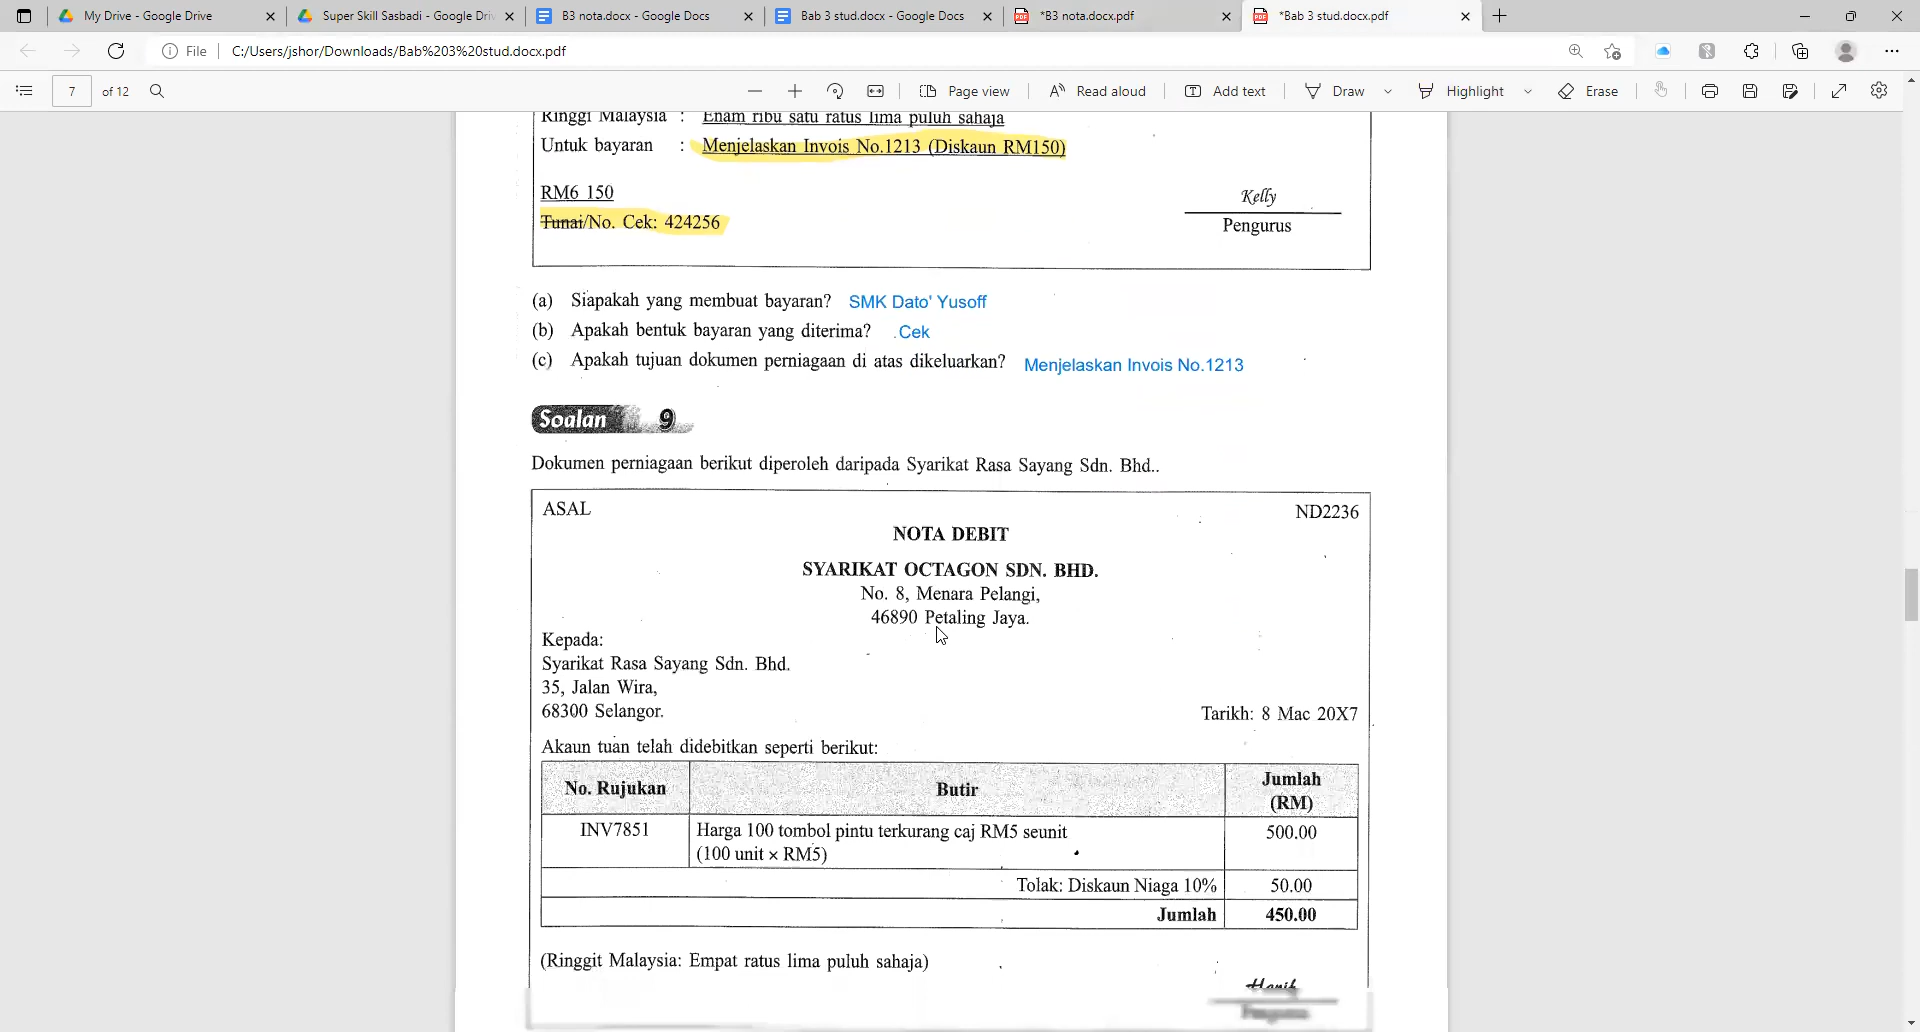 My Drive - Google Drive
Super Skill Sasbadi - Google Driv
B3 nota.docx - Google Docs
Bab 3 stud.docx - Google Docs
*B3 nota.docx.pdf
*Bab 3 stud.docx.pdf
File
C:/Users/jshor/Downloads/Bab%203%20stud.docx.pdf
7 of 12
Page view
Read aloud
Add text
Draw
Highlight
Erase
Ringgi Malaysia : Enam ribu satu ratus lima puluh sahaja
Untuk bayaran : Menjelaskan Invois No.1213 (Diskaun RM150)
RM6 150
Kelly
Tunai/No. Cek: 424256
Pengurus
(a) Siapakah yang membuat bayaran? SMK Dato' Yusoff
(b) Apakah bentuk bayaran yang diterima? Cek
(c) Apakah tujuan dokumen perniagaan di atas dikeluarkan? Menjelaskan Invois No.1213
Soalan 9
Dokumen perniagaan berikut diperoleh daripada Syarikat Rasa Sayang Sdn. Bhd..
ASAL ND2236
NOTA DEBIT
SYARIKAT OCTAGON SDN. BHD.
No. 8, Menara Pelangi,
46890 Petaling Jaya.
Kepada:
Syarikat Rasa Sayang Sdn. Bhd.
35, Jalan Wira,
68300 Selangor.
Tarikh: 8 Mac 20X7
Akaun tuan telah didebitkan seperti berikut:
No. Rujukan Butir Jumlah
(RM)
INV7851 Harga 100 tombol pintu terkurang caj RM5 seunit 500.00
(100 unit × RM5)
Tolak: Diskaun Niaga 10% 50.00
Jumlah 450.00
(Ringgit Malaysia: Empat ratus lima puluh sahaja)